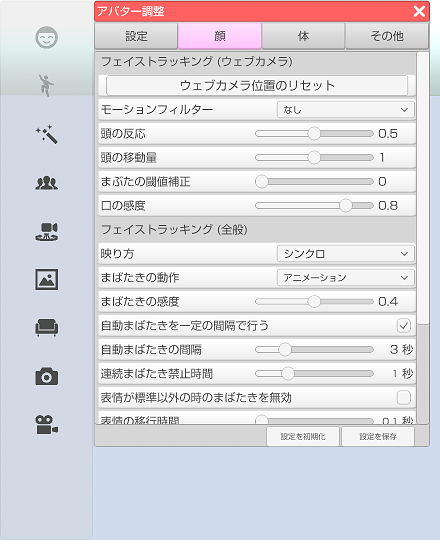 アバター調整
設定 顔 体 その他
フェイストラッキング (ウェブカメラ)
ウェブカメラ位置のリセット
モーションフィルター なし
頭の反応 0.5
頭の移動量 1
まぶたの閾値補正 0
口の感度 0.8
フェイストラッキング (全般)
映り方 シンクロ
まばたきの動作 アニメーション
まばたきの感度 0.4
自動まばたきを一定の間隔で行う
自動まばたきの間隔 3 秒
連続まばたき禁止時間 1 秒
表情が標準以外の時のまばたきを無効
表情の移行時間 0.1 秒
設定を初期化 設定を保存